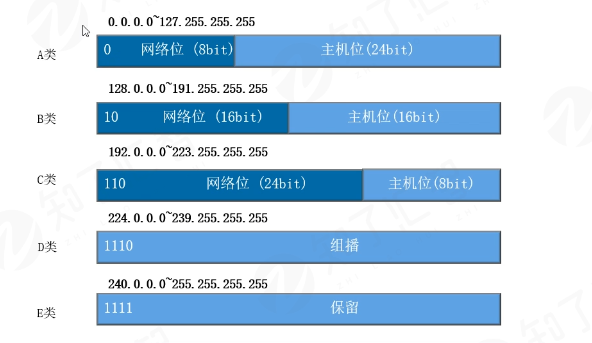 0.0.0.0~127.255.255.255
A类 0 网络位 (8bit) 主机位(24bit)
128.0.0.0~191.255.255.255
B类 10 网络位 (16bit) 主机位(16bit)
192.0.0.0~223.255.255.255
C类 110 网络位 (24bit) 主机位(8bit)
224.0.0.0~239.255.255.255
D类 1110 组播
240.0.0.0~255.255.255.255
E类 1111 保留